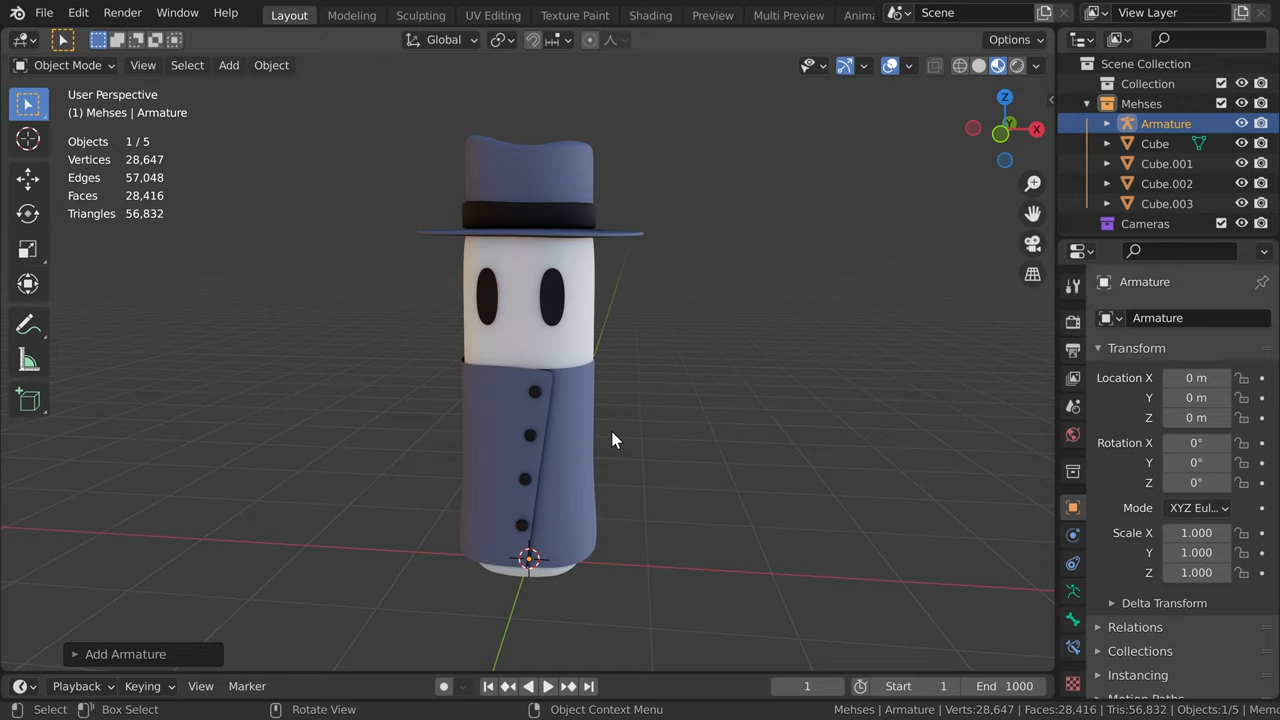 File Edit Render Window Help Layout Modeling Sculpting UV Editing Texture Paint Shading Preview Multi Preview Anima Scene View Layer
Global Options
Object Mode View Select Add Object
User Perspective
(1) Mehses | Armature
Objects 1 / 5
Vertices 28,647
Edges 57,048
Faces 28,416
Triangles 56,832
Z
Y
X
Scene Collection
Collection
Mehses
Armature
Cube
Cube.001
Cube.002
Cube.003
Cameras
Armature
Armature
Transform
Location X 0 m
Y 0 m
Z 0 m
Rotation X 0°
Y 0°
Z 0°
Mode XYZ Eul...
Scale X 1.000
Y 1.000
Z 1.000
Delta Transform
Relations
Collections
Instancing
Add Armature
Playback Keying View Marker 1 Start 1 End 1000
Select Box Select Rotate View Object Context Menu Mehses | Armature | Verts:28,647 | Faces:28,416 | Tris:56,832 | Objects:1/5 | Memo